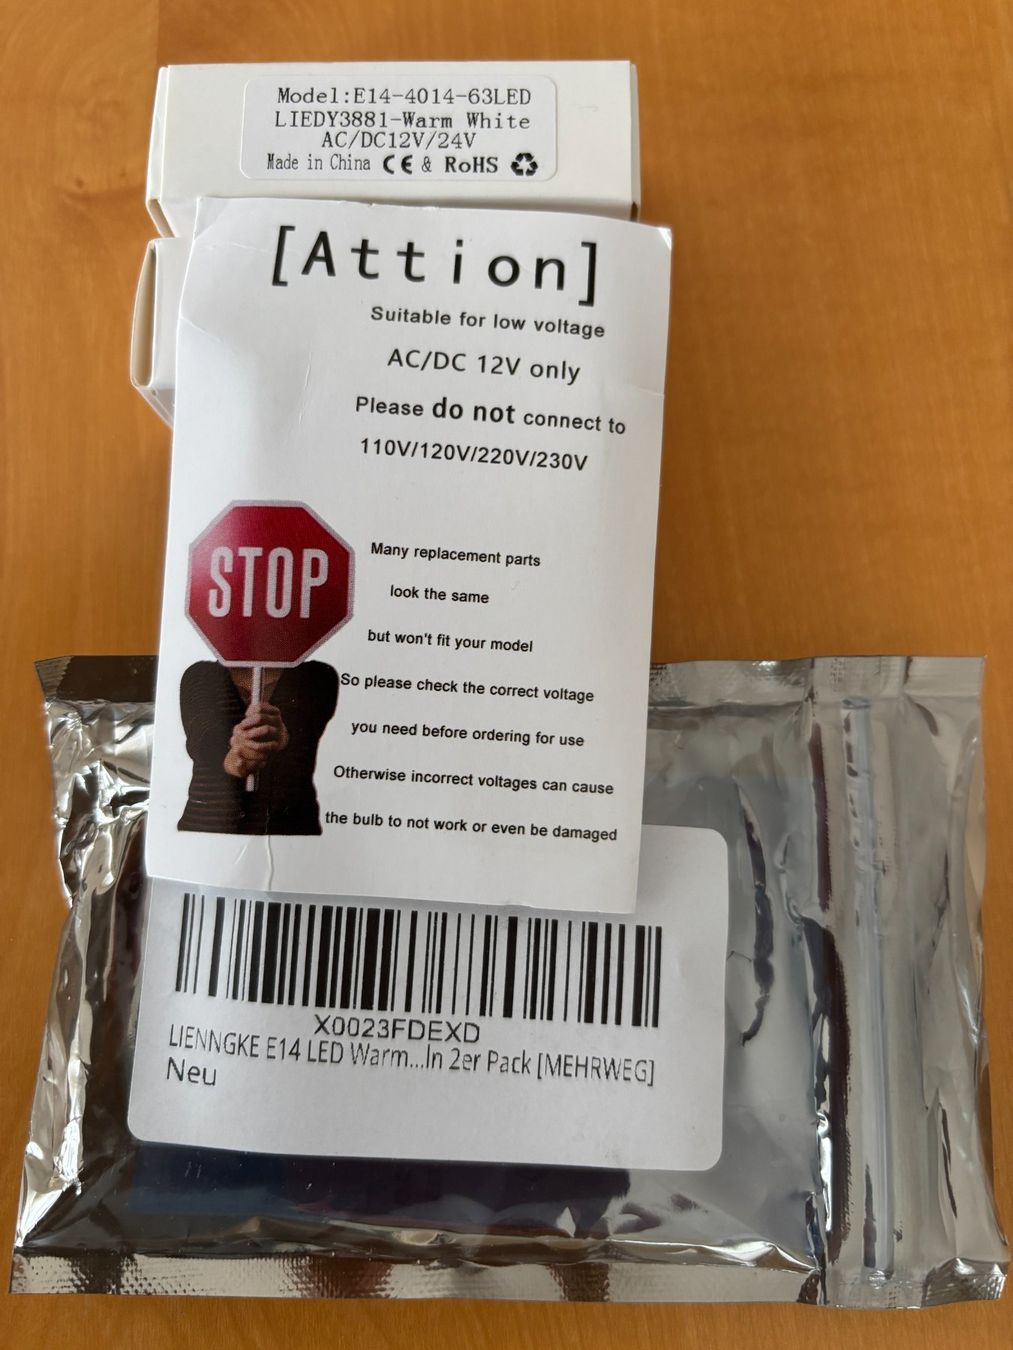 Model:E14-4014-63LED
LIEDY3881-Warm White
AC/DC12V/24V
Made in China CE & RoHS
[Attion]
Suitable for low voltage
AC/DC 12V only
Please do not connect to
110V/120V/220V/230V
STOP
Many replacement parts
look the same
but won't fit your model
So please check the correct voltage
you need before ordering for use
Otherwise incorrect voltages can cause
the bulb to not work or even be damaged
X0023FDEXD
LIENNGKE E14 LED Warm...ln 2er Pack [MEHRWEG]
Neu